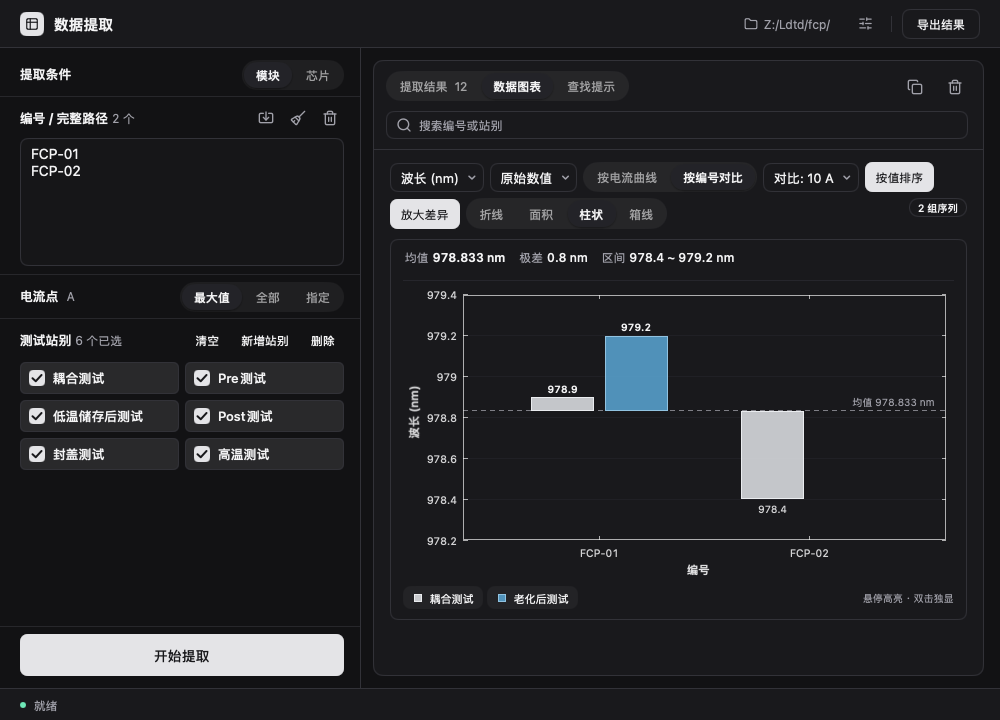 数据提取
Z:/Ldtd/fcp/
导出结果
提取条件
模块 芯片
编号 / 完整路径 2 个
FCP-01
FCP-02
电流点 A
最大值 全部 指定
测试站别 6 个已选
清空 新增站别 删除
耦合测试 Pre测试
低温储存后测试 Post测试
封盖测试 高温测试
开始提取
就绪
提取结果 12 数据图表 查找提示
搜索编号或站别
波长 (nm) 原始数值 按电流曲线 按编号对比 对比: 10 A 按值排序
放大差异 折线 面积 柱状 箱线 2 组序列
均值 978.833 nm 极差 0.8 nm 区间 978.4 ~ 979.2 nm
979.4
979.2
979
978.8
978.6
978.4
978.2
波长 (nm)
978.9
979.2
978.4
均值 978.833 nm
FCP-01 FCP-02
编号
耦合测试 老化后测试 悬停高亮 · 双击独显